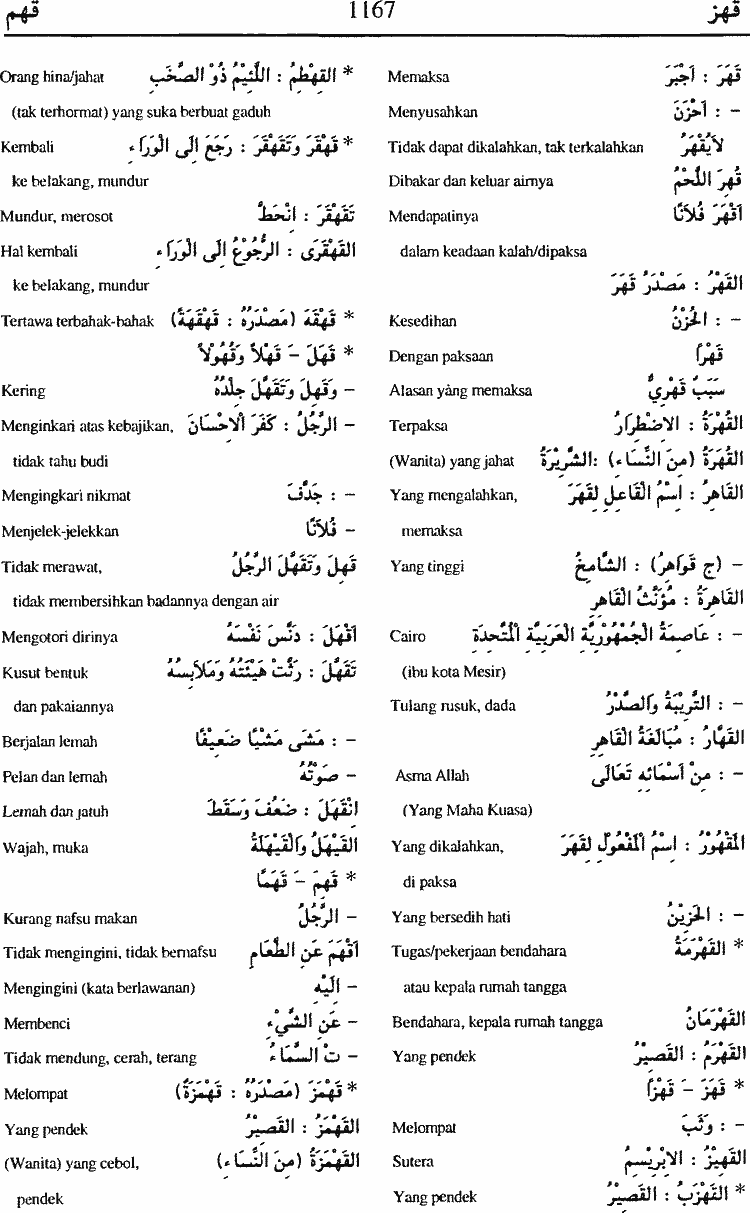 قهز 1167 قهم
قَهَرَ : أَجْبَرَ Memaksa
- : أَحْزَنَ Menyusahkan
لاَيُقْهَرُ Tidak dapat dikalahkan, tak terkalahkan
قُهِرَ اللَّحْمُ Dibakar dan keluar airnya
أَقْهَرَ فُلاَنًا Mendapatinya
dalam keadaan kalah/dipaksa
القَهْرُ : مَصْدَرُ قَهَرَ
- : الحُزْنُ Kesedihan
قَهْرًا Dengan paksaan
سَبَبٌ قَهْرِيٌّ Alasan yang memaksa
القُهْرَةُ : الاضْطِرَارُ Terpaksa
القَهْرَةُ (مِنَ النِّسَاءِ) : الشِّرِّيْرَةُ (Wanita) yang jahat
القَاهِرُ : اِسْمُ الْفَاعِلِ لِقَهَرَ Yang mengalahkan,
memaksa
- (ج قَوَاهِرُ) : الشَّامِخُ Yang tinggi
القَاهِرَةُ : مُؤَنَّثُ القَاهِرِ
- : عَاصِمَةُ الْجُمْهُوْرِيَّةِ الْعَرَبِيَّةِ الْمُتَّحِدَةِ Cairo
(ibu kota Mesir)
- : التَّرِيْبَةُ وَالصَّدْرُ Tulang rusuk, dada
القَهَّارُ : مُبَالَغَةُ القَاهِرِ
- : مِنْ أَسْمَائِهِ تَعَالَى Asma Allah
(Yang Maha Kuasa)
المَقْهُوْرُ : اِسْمُ الْمَفْعُوْلِ لِقَهَرَ Yang dikalahkan,
di paksa
- : الحَزِيْنُ Yang bersedih hati
* القَهْرَمَةُ Tugas/pekerjaan bendahara
atau kepala rumah tangga
القَهْرَمَانُ Bendahara, kepala rumah tangga
القَهْرَمُ : القَصِيْرُ Yang pendek
* قَهَزَ - قَهْزًا
- : وَثَبَ Melompat
القَهِيْزُ : الابْرِيْسِمُ Sutera
* القَهْزَبُ : القَصِيْرُ Yang pendek
* القِهْطِمُ : اللَّئِيْمُ ذُوْ الصَّخَبِ Orang hina/jahat
(tak terhormat) yang suka berbuat gaduh
* قَهْقَرَ وَتَقَهْقَرَ : رَجَعَ الَى الْوَرَاءِ Kembali
ke belakang, mundur
تَقَهْقَرَ : انْحَطَّ Mundur, merosot
القَهْقَرَى : الرُّجُوْعُ الَى الْوَرَاءِ Hal kembali
ke belakang, mundur
* قَهْقَهَ (مَصْدَرُهُ : قَهْقَهَةً) Tertawa terbahak-bahak
* قَهَلَ - قَهْلاً وَقُهُوْلاً
- وَقَهِلَ وَتَقَهَّلَ جِلْدُهُ Kering
- الرَّجُلُ : كَفَرَ الاحْسَانَ Menginkari atas kebajikan,
tidak tahu budi
- : جَدَّفَ Mengingkari nikmat
- فُلاَنًا Menjelek-jelekkan
قَهِلَ وَتَقَهَّلَ الرَّجُلُ Tidak merawat,
tidak membersihkan badannya dengan air
أَقْهَلَ : دَنَّسَ نَفْسَهُ Mengotori dirinya
تَقَهَّلَ : رَثَّتْ هَيْئَتُهُ وَمَلاَبِسُهُ Kusut bentuk
dan pakaiannya
- : مَشَى مَشْيًا ضَعِيْفًا Berjalan lemah
- صَوْتُهُ Pelan dan lemah
انْقَهَلَ : ضَعُفَ وَسَقَطَ Lemah dan jatuh
القَيْهَلُ وَالْقَيْهَلَةُ Wajah, muka
* قَهِمَ - قَهَمًا
- الرَّجُلُ Kurang nafsu makan
أَقْهَمَ عَنِ الطَّعَامِ Tidak mengingini, tidak bernafsu
- الَيْهِ Mengingini (kata berlawanan)
- عَنِ الشَّيْءِ Membenci
- تِ السَّمَاءُ Tidak mendung, cerah, terang
* قَهْمَزَ (مَصْدَرُهُ : قَهْمَزَةً) Melompat
القَهْمَزُ : القَصِيْرُ Yang pendek
القَهْمَزَةُ (مِنَ النِّسَاءِ) (Wanita) yang cebol,
pendek